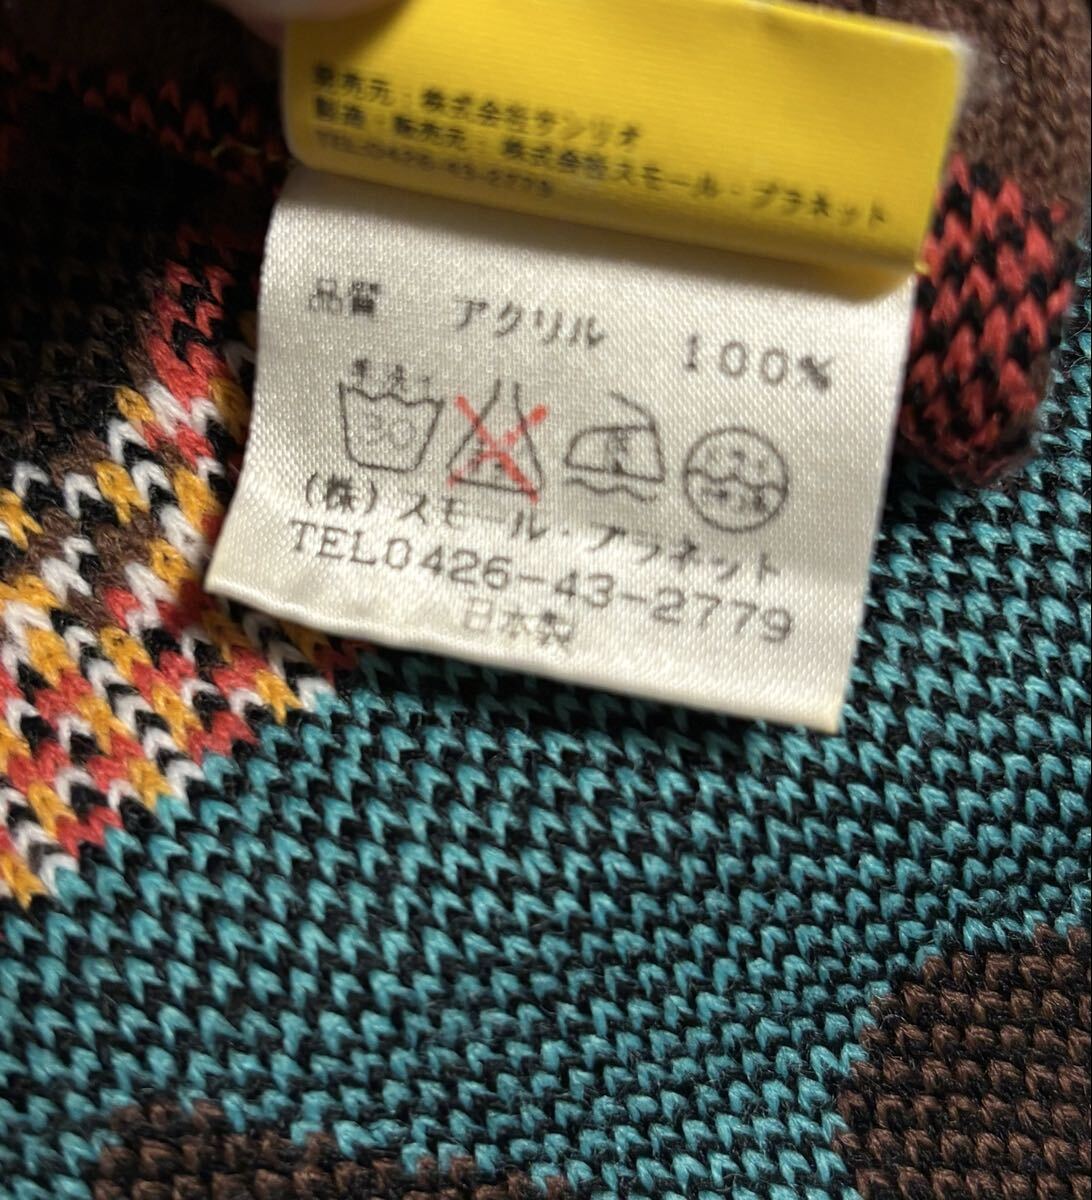 発売元：株式会社サンリオ
製造・販売元：株式会社スモール・プラネット
TEL0426-43-2779
品質 アクリル 100%
30
(株)スモール・プラネット
TEL0426-43-2779
日本製